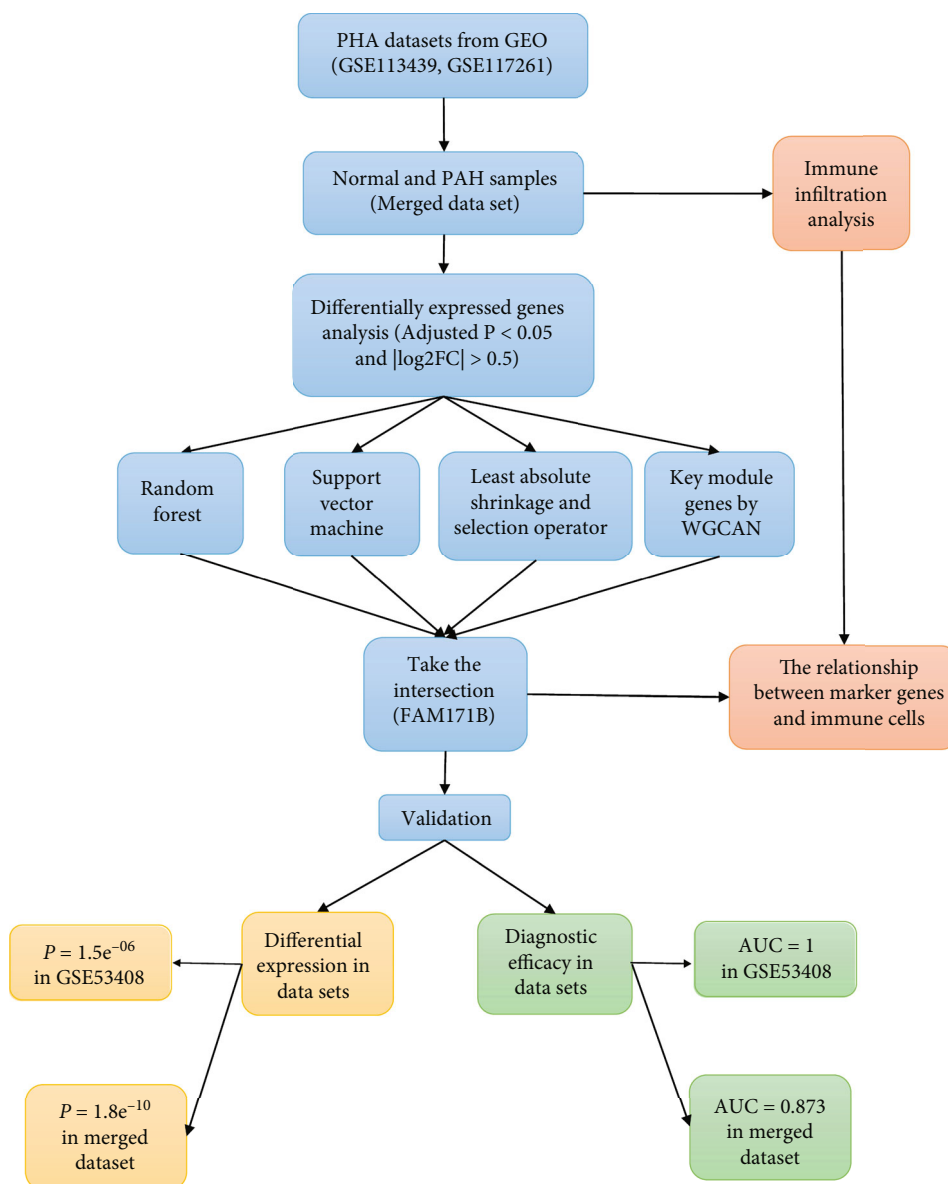 PHA datasets from GEO
(GSE113439, GSE117261)
Normal and PAH samples
(Merged data set)
Immune
infiltration
analysis
Differentially expressed genes
analysis (Adjusted P < 0.05
and |log2FC| > 0.5)
Random
forest
Support
vector
machine
Least absolute
shrinkage and
selection operator
Key module
genes by
WGCAN
Take the
intersection
(FAM171B)
The relationship
between marker genes
and immune cells
Validation
P = 1.5e⁻⁰⁶
in GSE53408
Differential
expression in
data sets
Diagnostic
efficacy in
data sets
AUC = 1
in GSE53408
P = 1.8e⁻¹⁰
in merged
dataset
AUC = 0.873
in merged
dataset